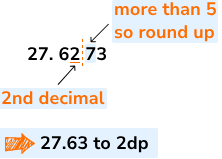 more than 5
so round up
27. 62 73
2nd decimal
27.63 to 2dp